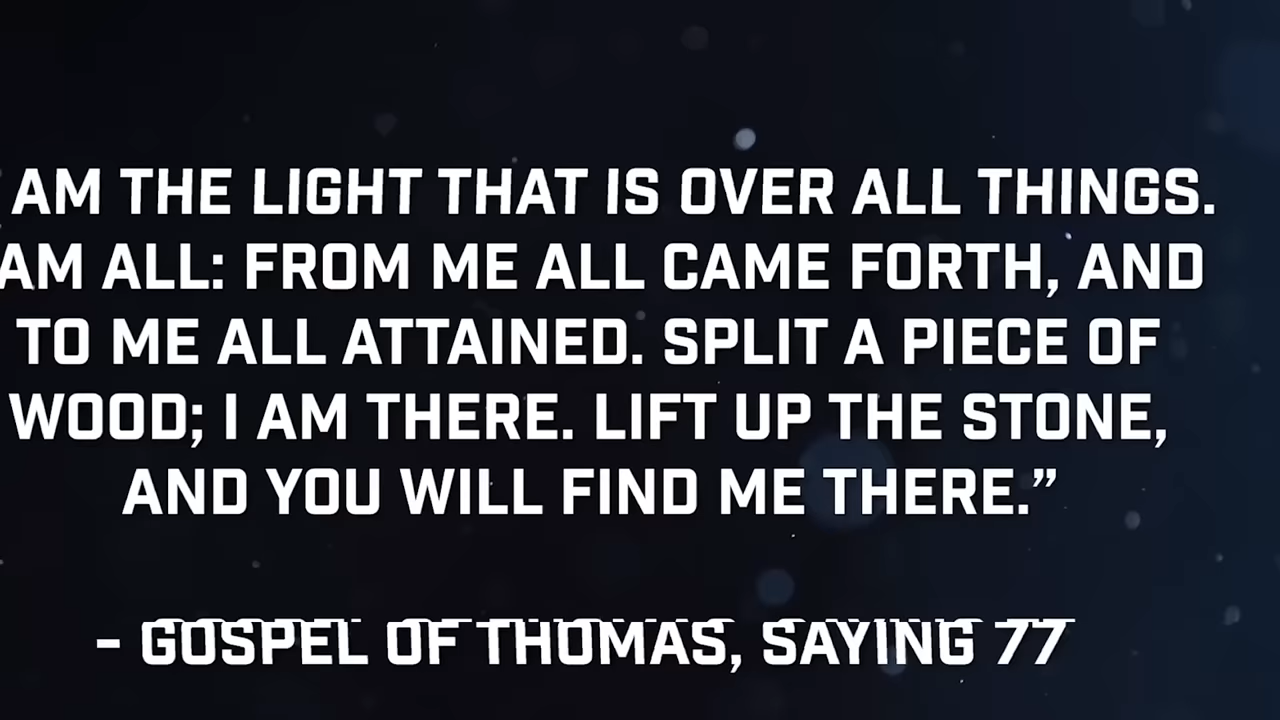 AM THE LIGHT THAT IS OVER ALL THINGS.
AM ALL: FROM ME ALL CAME FORTH, AND
TO ME ALL ATTAINED. SPLIT A PIECE OF
WOOD; I AM THERE. LIFT UP THE STONE,
AND YOU WILL FIND ME THERE.”
- GOSPEL OF THOMAS, SAYING 77